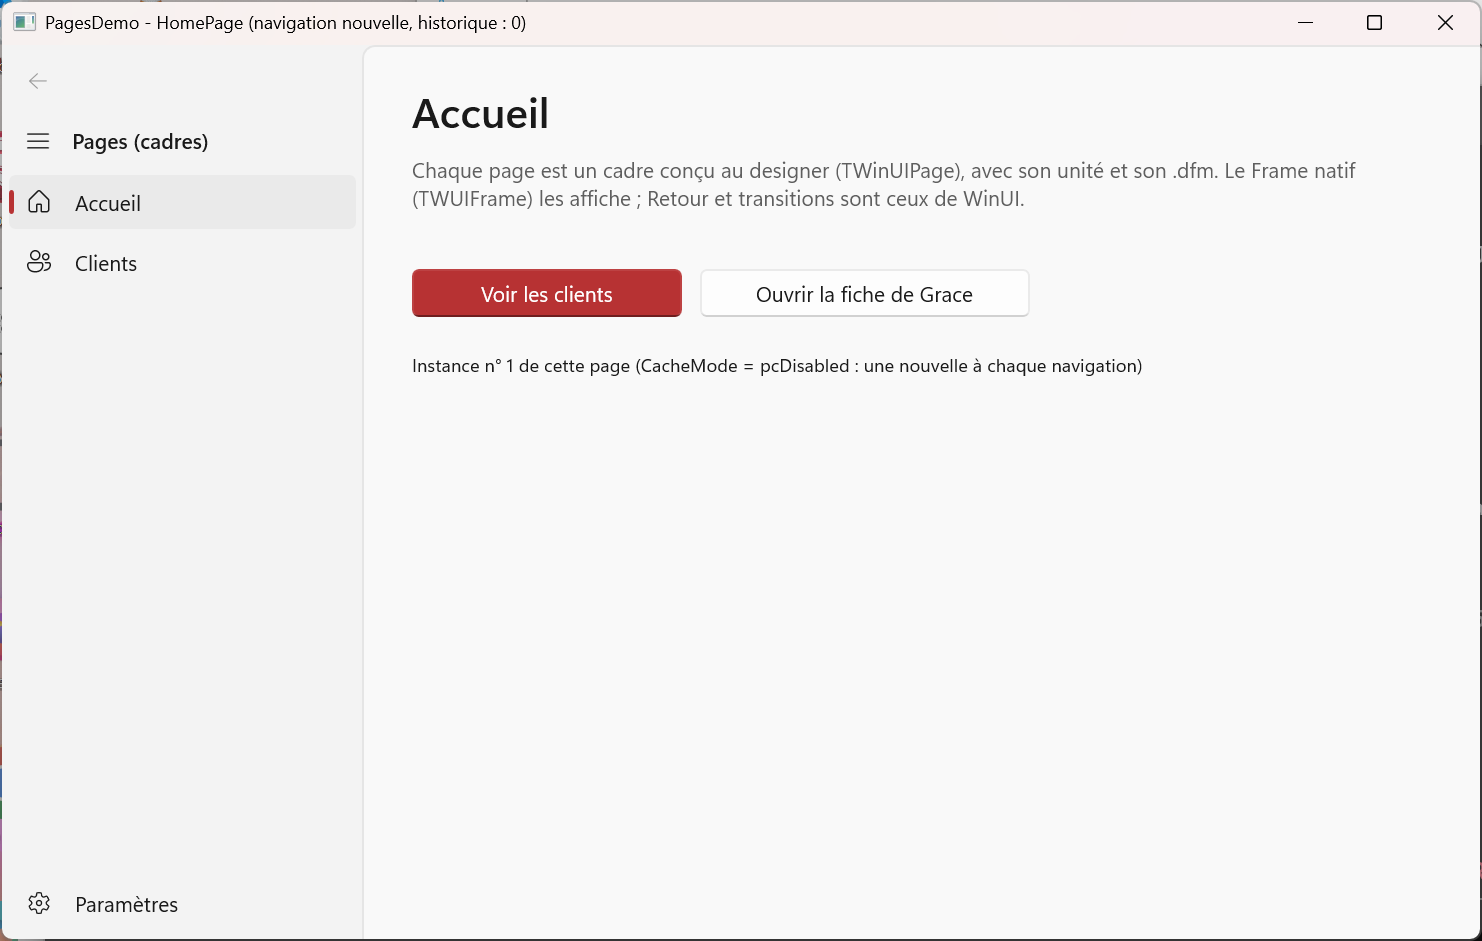 PagesDemo - HomePage (navigation nouvelle, historique : 0)
Pages (cadres)
Accueil
Clients
Paramètres
Accueil
Chaque page est un cadre conçu au designer (TWinUIPage), avec son unité et son .dfm. Le Frame natif
(TWUIFrame) les affiche ; Retour et transitions sont ceux de WinUI.
Voir les clients
Ouvrir la fiche de Grace
Instance n° 1 de cette page (CacheMode = pcDisabled : une nouvelle à chaque navigation)